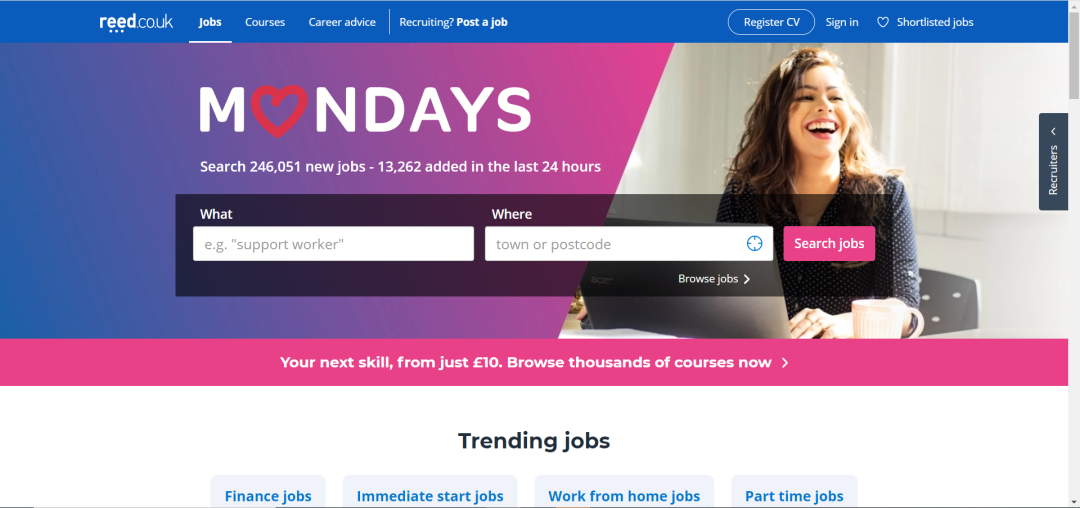 reed.co.uk Jobs Courses Career advice Recruiting? Post a job Register CV Sign in Shortlisted jobs
M NDAYS
Search 246,051 new jobs - 13,262 added in the last 24 hours
Recruiters
What Where
e.g. "support worker" town or postcode Search jobs
Browse jobs
acer
Your next skill, from just £10. Browse thousands of courses now
Trending jobs
Finance jobs Immediate start jobs Work from home jobs Part time jobs